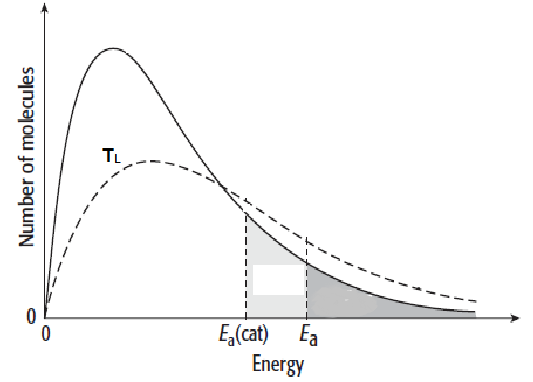 Number of molecules
TL
0
0
Ea(cat)
Ea
Energy